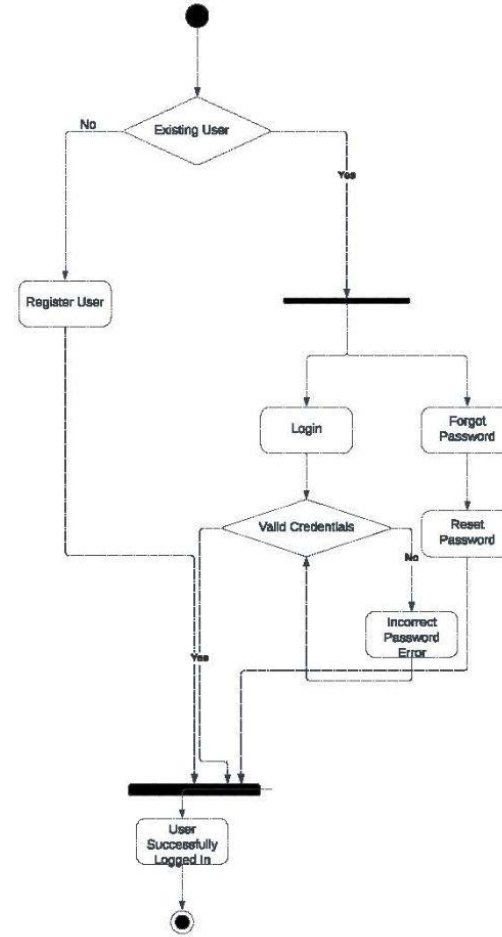 Existing User
No
Yes
Register User
Login
Forgot
Password
Valid Credentials
Reset
Password
No
Incorrect
Password
Error
Yes
User
Successfully
Logged In